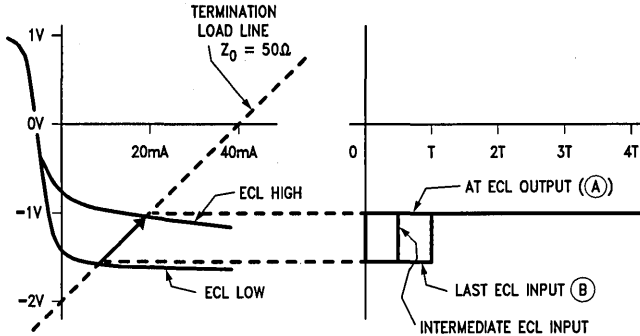 TERMINATION
LOAD LINE
Z₀ = 50Ω
1V
0V
-1V
-2V
20mA
40mA
ECL HIGH
ECL LOW
0
T
2T
3T
4T
AT ECL OUTPUT (Ⓐ)
LAST ECL INPUT Ⓑ
INTERMEDIATE ECL INPUT